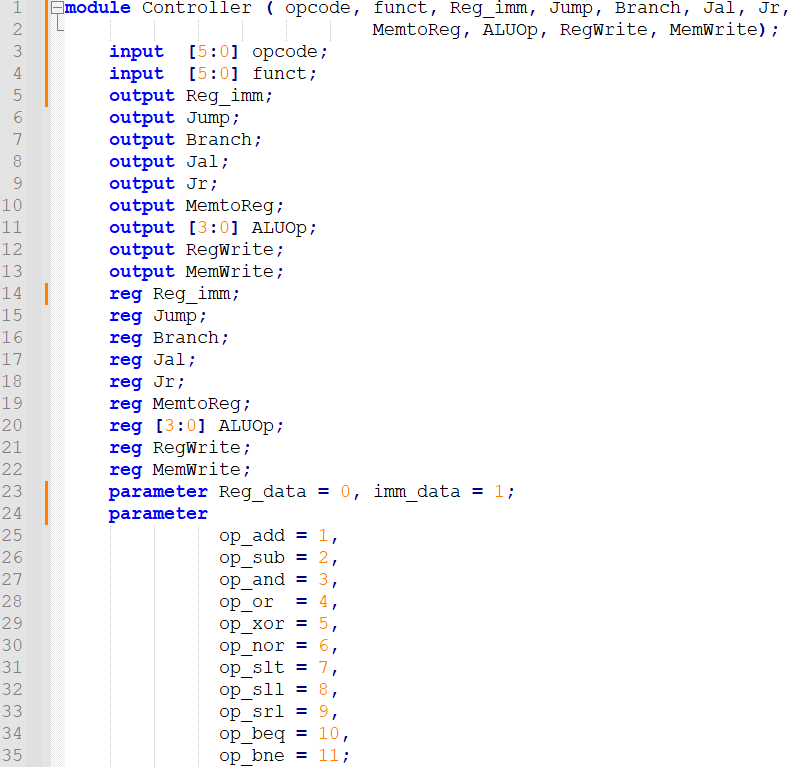 1 module Controller ( opcode, funct, Reg_imm, Jump, Branch, Jal, Jr,
2 MemtoReg, ALUOp, RegWrite, MemWrite);
3 input [5:0] opcode;
4 input [5:0] funct;
5 output Reg_imm;
6 output Jump;
7 output Branch;
8 output Jal;
9 output Jr;
10 output MemtoReg;
11 output [3:0] ALUOp;
12 output RegWrite;
13 output MemWrite;
14 reg Reg_imm;
15 reg Jump;
16 reg Branch;
17 reg Jal;
18 reg Jr;
19 reg MemtoReg;
20 reg [3:0] ALUOp;
21 reg RegWrite;
22 reg MemWrite;
23 parameter Reg_data = 0, imm_data = 1;
24 parameter
25 op_add = 1,
26 op_sub = 2,
27 op_and = 3,
28 op_or  = 4,
29 op_xor = 5,
30 op_nor = 6,
31 op_slt = 7,
32 op_sll = 8,
33 op_srl = 9,
34 op_beq = 10,
35 op_bne = 11;